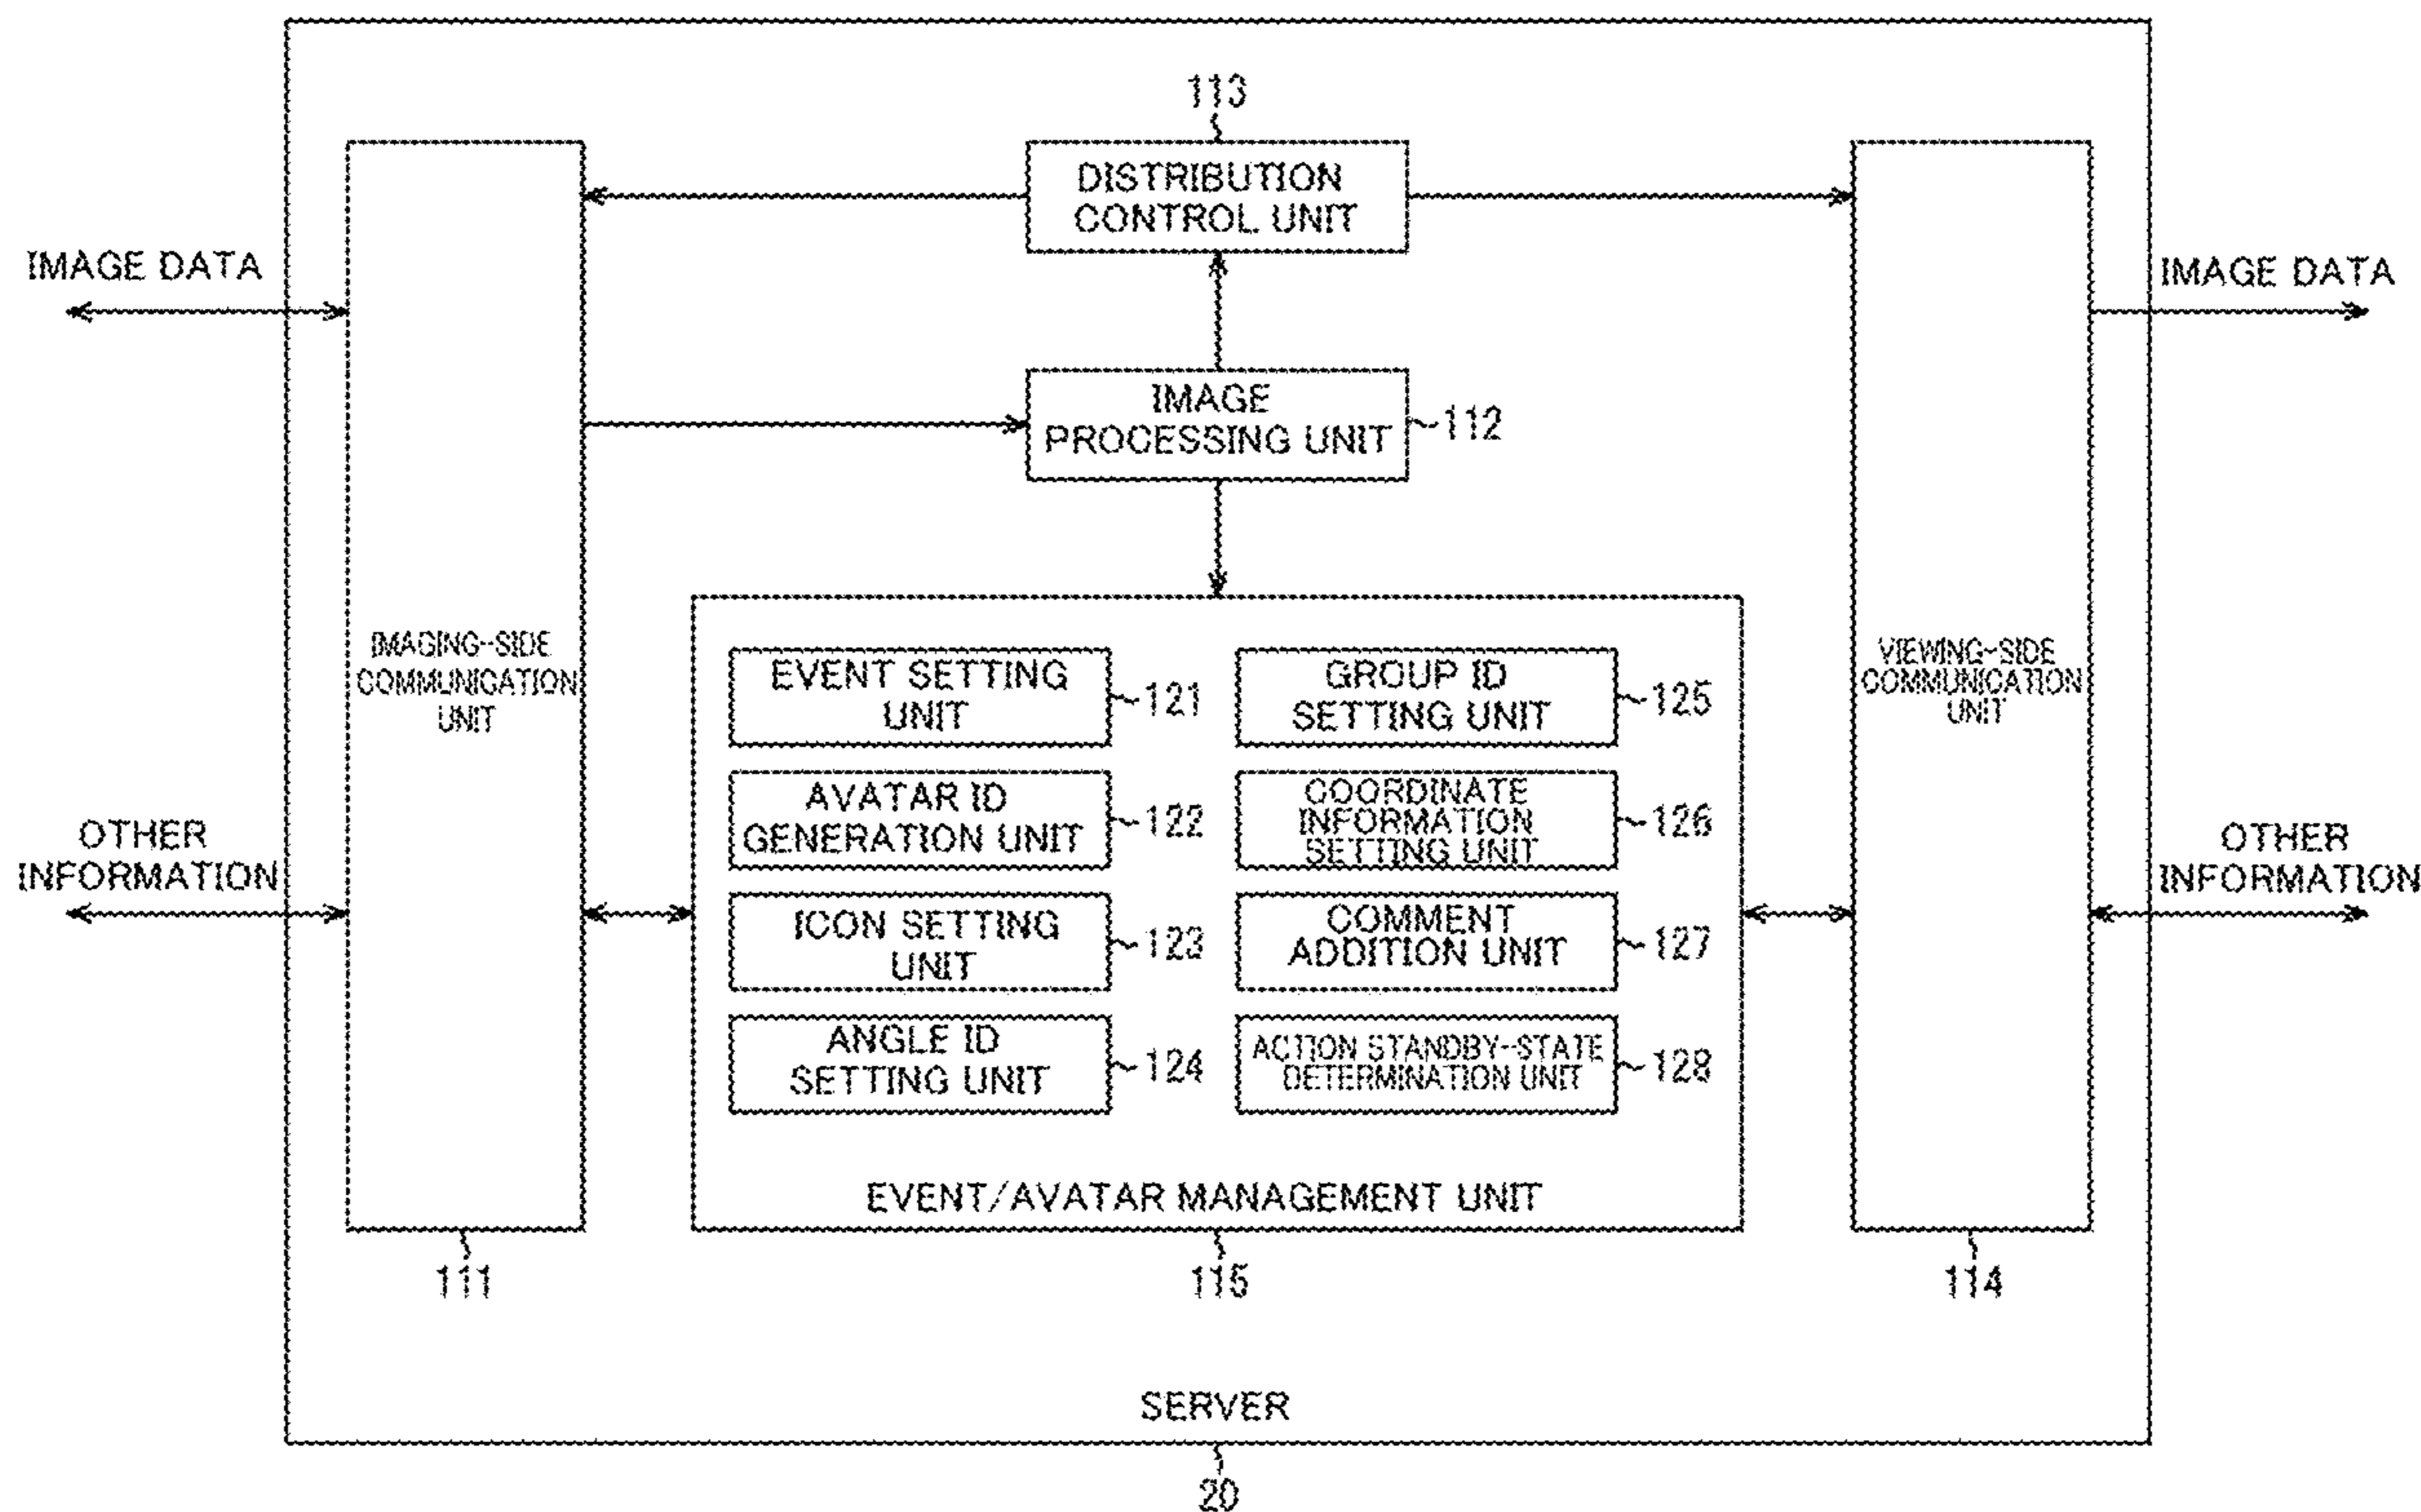 113
DISTRIBUTION
CONTROL UNIT
IMAGE DATA
IMAGE DATA
IMAGE
PROCESSING UNIT
112
IMAGING-SIDE
COMMUNICATION
UNIT
VIEWING-SIDE
COMMUNICATION
UNIT
EVENT SETTING
UNIT
121
GROUP ID
SETTING UNIT
125
AVATAR ID
GENERATION UNIT
122
COORDINATE
INFORMATION
SETTING UNIT
126
OTHER
INFORMATION
OTHER
INFORMATION
ICON SETTING
UNIT
123
COMMENT
ADDITION UNIT
127
ANGLE ID
SETTING UNIT
124
ACTION STANDBY-STATE
DETERMINATION UNIT
128
EVENT/AVATAR MANAGEMENT UNIT
111
115
114
SERVER
20